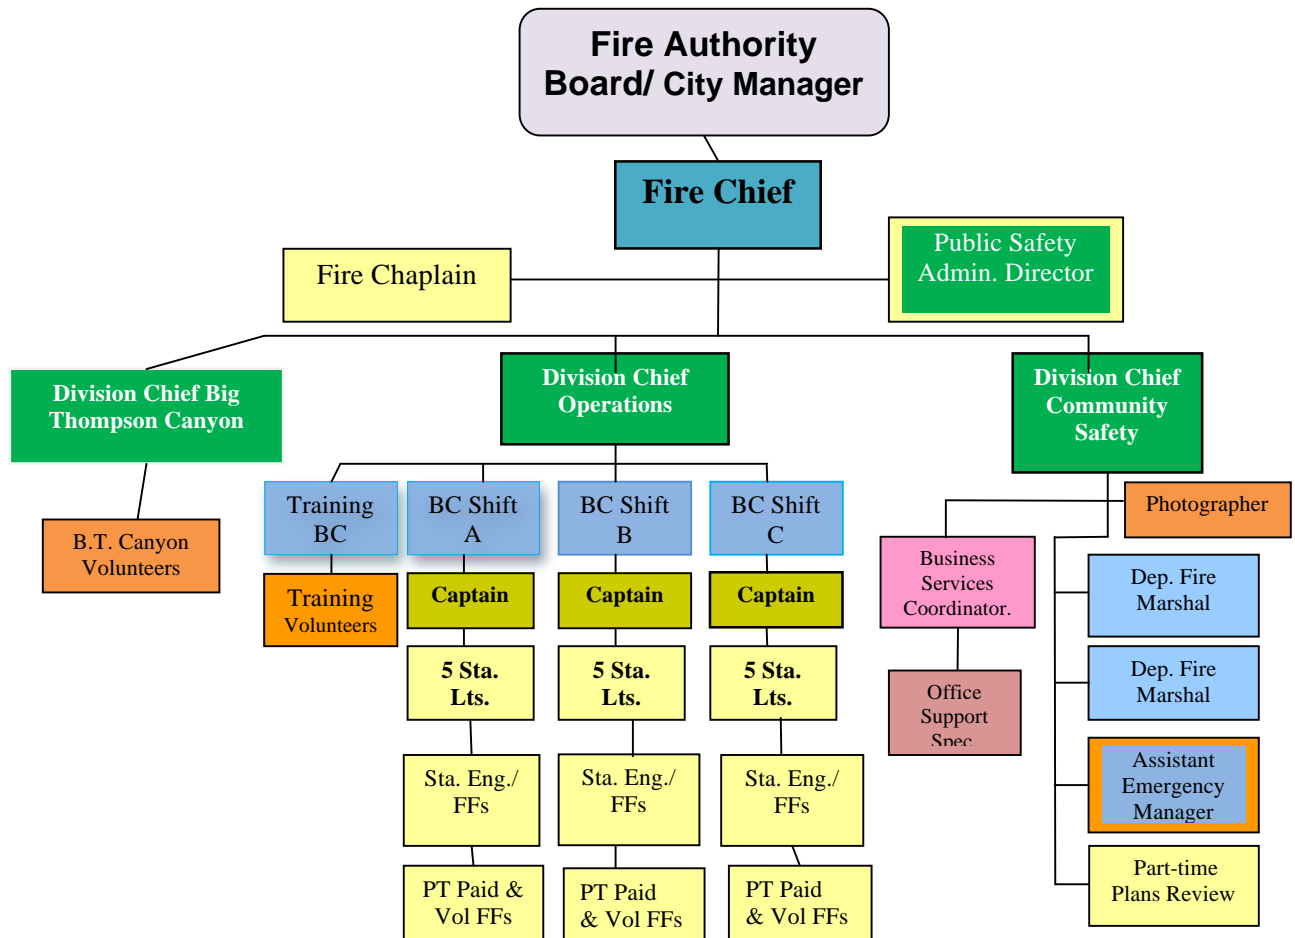 Fire Authority
Board/ City Manager
Fire Chief
Fire Chaplain
Public Safety
Admin. Director
Division Chief Big
Thompson Canyon
Division Chief
Operations
Division Chief
Community
Safety
B.T. Canyon
Volunteers
Training
BC
BC Shift
A
BC Shift
B
BC Shift
C
Training
Volunteers
Captain
Captain
Captain
5 Sta.
Lts.
5 Sta.
Lts.
5 Sta.
Lts.
Sta. Eng./
FFs
Sta. Eng./
FFs
Sta. Eng./
FFs
PT Paid &
Vol FFs
PT Paid
& Vol FFs
PT Paid
& Vol FFs
Photographer
Business
Services
Coordinator.
Office
Support
Spec
Dep. Fire
Marshal
Dep. Fire
Marshal
Assistant
Emergency
Manager
Part-time
Plans Review